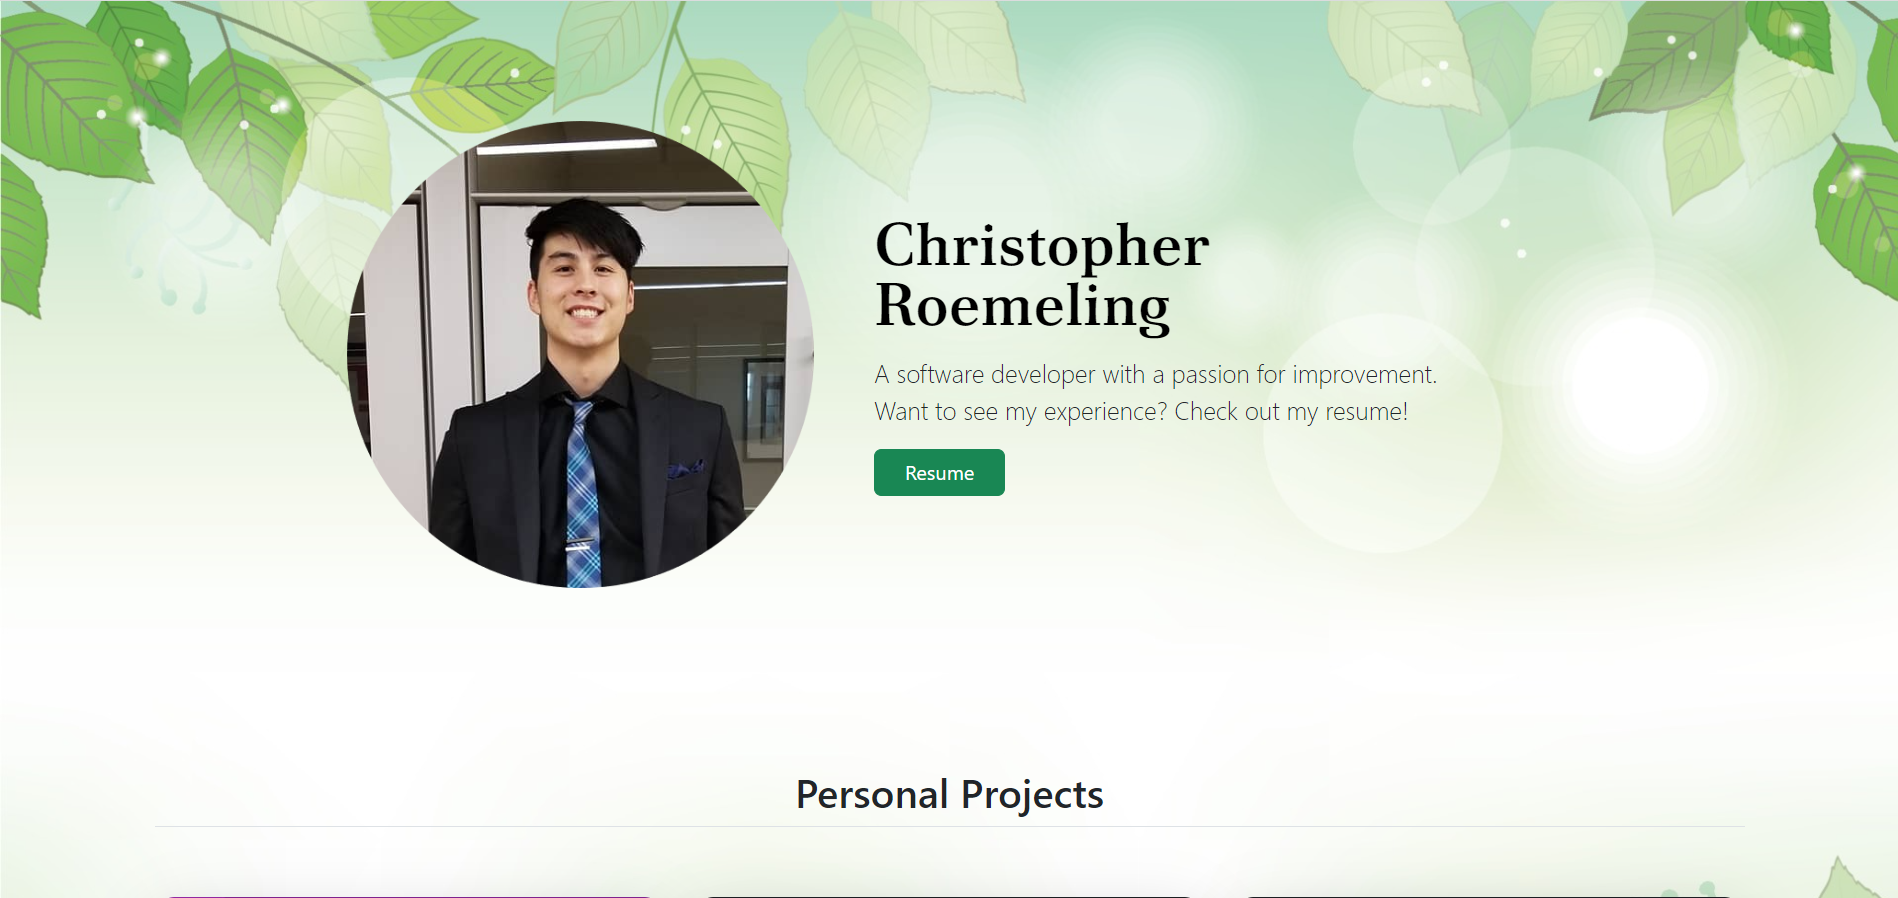 Christopher
Roemeling
A software developer with a passion for improvement.
Want to see my experience? Check out my resume!
Resume
Personal Projects